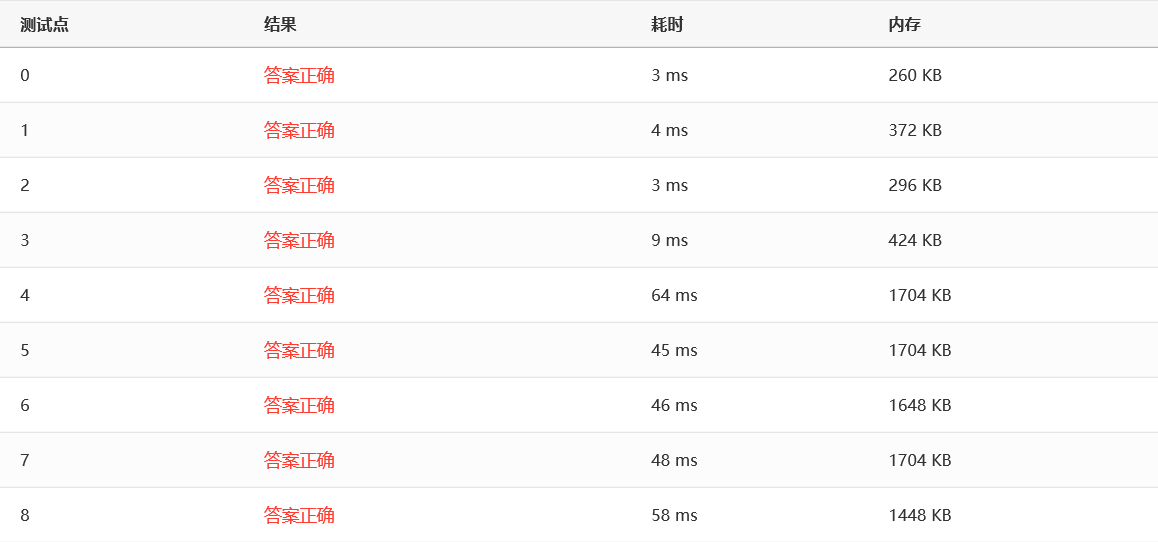 测试点 结果 耗时 内存
0 答案正确 3 ms 260 KB
1 答案正确 4 ms 372 KB
2 答案正确 3 ms 296 KB
3 答案正确 9 ms 424 KB
4 答案正确 64 ms 1704 KB
5 答案正确 45 ms 1704 KB
6 答案正确 46 ms 1648 KB
7 答案正确 48 ms 1704 KB
8 答案正确 58 ms 1448 KB